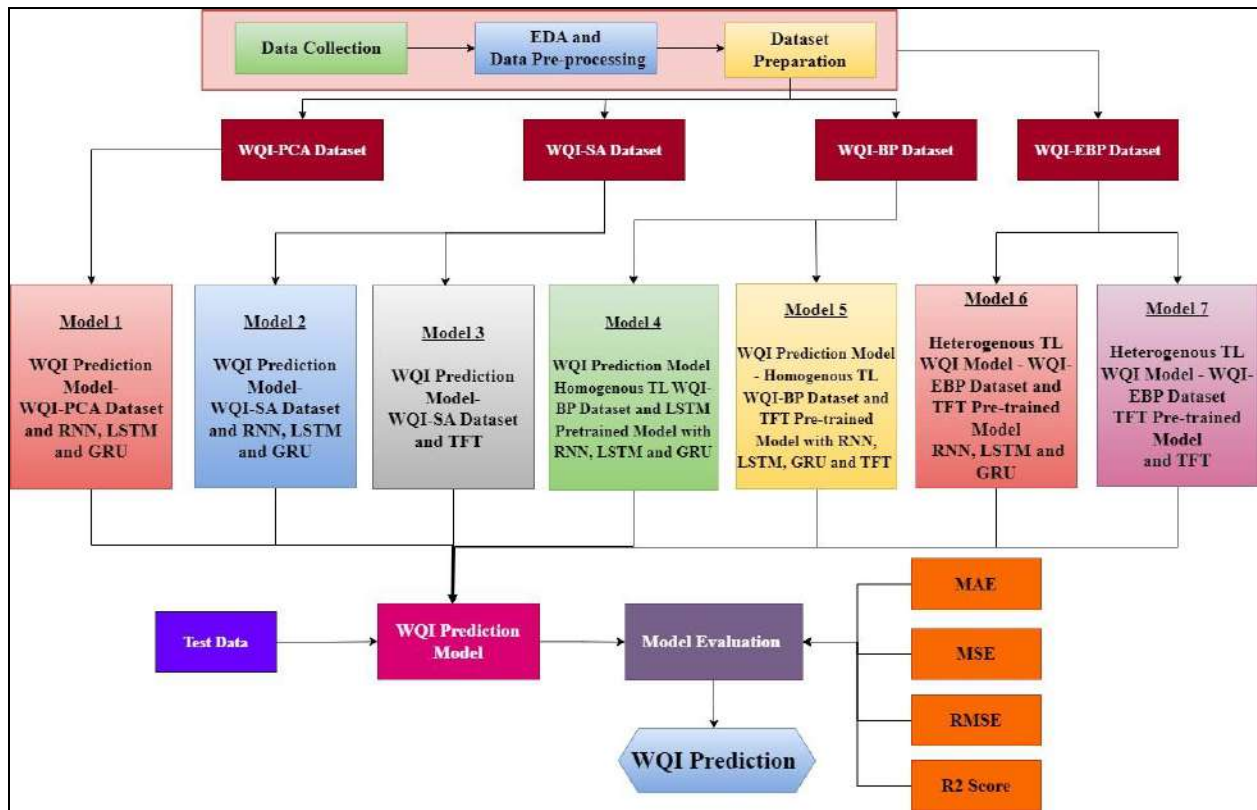 Data Collection
EDA and
Data Pre-processing
Dataset
Preparation
WQI-PCA Dataset
WQI-SA Dataset
WQI-BP Dataset
WQI-EBP Dataset
Model 1
WQI Prediction
Model-
WQI-PCA Dataset
and RNN, LSTM
and GRU
Model 2
WQI Prediction
Model-
WQI-SA Dataset
and RNN, LSTM
and GRU
Model 3
WQI Prediction
Model-
WQI-SA Dataset
and TFT
Model 4
WQI Prediction Model
Homogenous TL WQI-
BP Dataset and LSTM
Pretrained Model with
RNN, LSTM and GRU
Model 5
WQI Prediction Model
- Homogenous TL
WQI-BP Dataset and
TFT Pre-trained
Model with RNN,
LSTM, GRU and TFT
Model 6
Heterogenous TL
WQI Model - WQI-
EBP Dataset and
TFT Pre-trained
Model
RNN, LSTM and
GRU
Model 7
Heterogenous TL
WQI Model - WQI-
EBP Dataset
TFT Pre-trained
Model
and TFT
Test Data
WQI Prediction
Model
Model Evaluation
MAE
MSE
RMSE
R2 Score
WQI Prediction